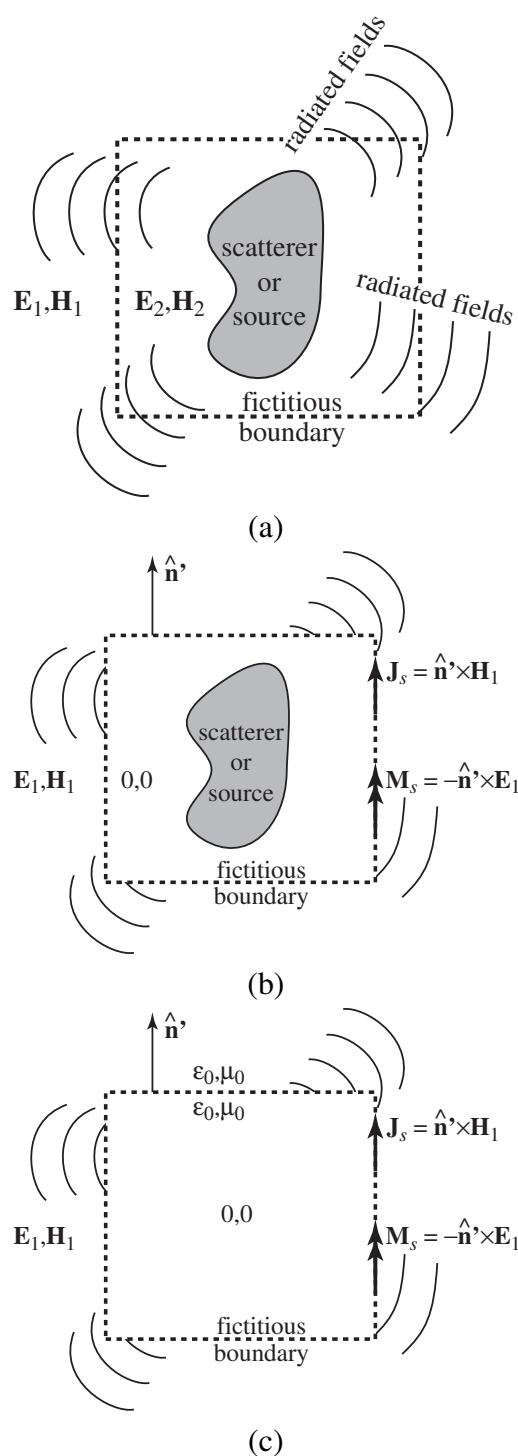 radiated fields
scatterer
or
source
E₁,H₁
E₂,H₂
radiated fields
fictitious
boundary
(a)
n̂'
Jₛ = n̂'×H₁
scatterer
or
source
E₁,H₁
0,0
Mₛ = –n̂'×E₁
fictitious
boundary
(b)
n̂'
ε₀,μ₀
ε₀,μ₀
Jₛ = n̂'×H₁
0,0
E₁,H₁
Mₛ = –n̂'×E₁
fictitious
boundary
(c)